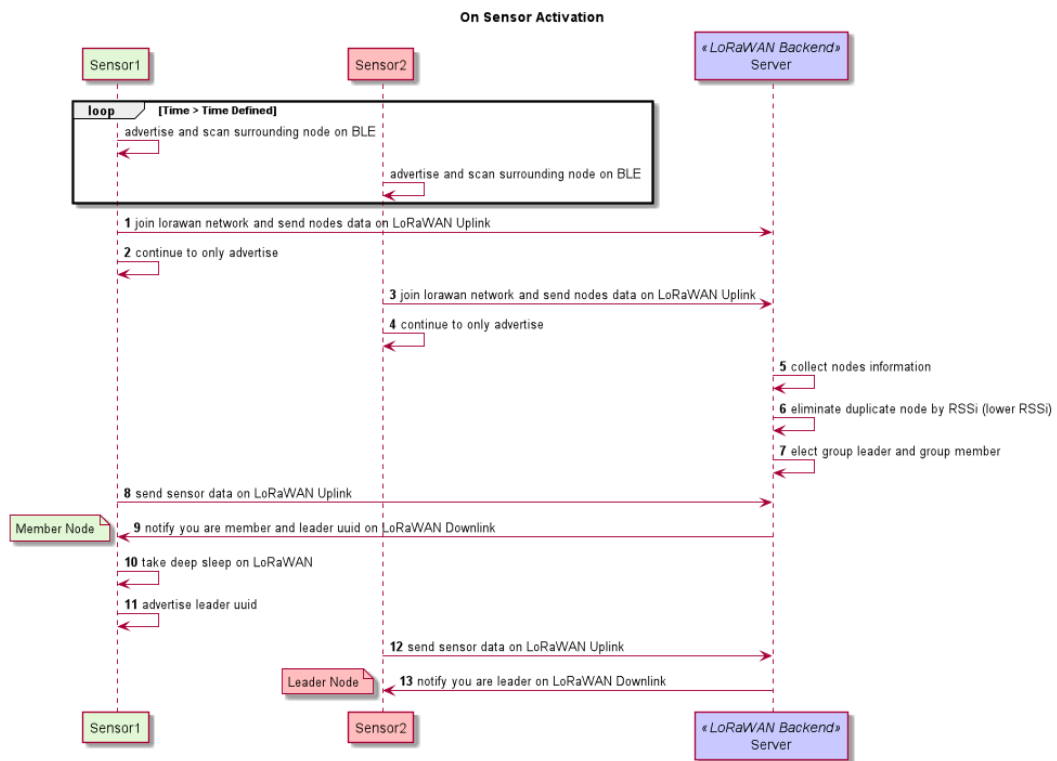 On Sensor Activation
Sensor1
Sensor2
«LoRaWAN Backend»
Server
loop [Time > Time Defined]
advertise and scan surrounding node on BLE
advertise and scan surrounding node on BLE
1 join lorawan network and send nodes data on LoRaWAN Uplink
2 continue to only advertise
3 join lorawan network and send nodes data on LoRaWAN Uplink
4 continue to only advertise
5 collect nodes information
6 eliminate duplicate node by RSSi (lower RSSi)
7 elect group leader and group member
8 send sensor data on LoRaWAN Uplink
Member Node
9 notify you are member and leader uuid on LoRaWAN Downlink
10 take deep sleep on LoRaWAN
11 advertise leader uuid
12 send sensor data on LoRaWAN Uplink
Leader Node
13 notify you are leader on LoRaWAN Downlink
Sensor1
Sensor2
«LoRaWAN Backend»
Server